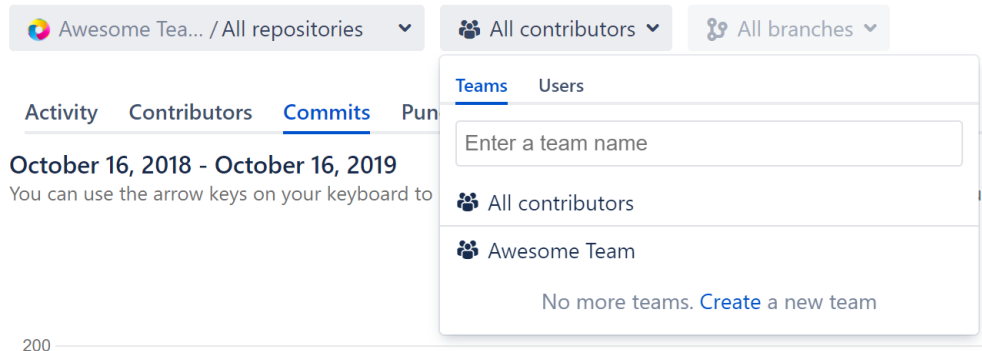 Awesome Tea... / All repositories
All contributors
All branches
Teams Users
Activity Contributors Commits
Enter a team name
October 16, 2018 - October 16, 2019
You can use the arrow keys on your keyboard to
All contributors
Awesome Team
No more teams. Create a new team
200